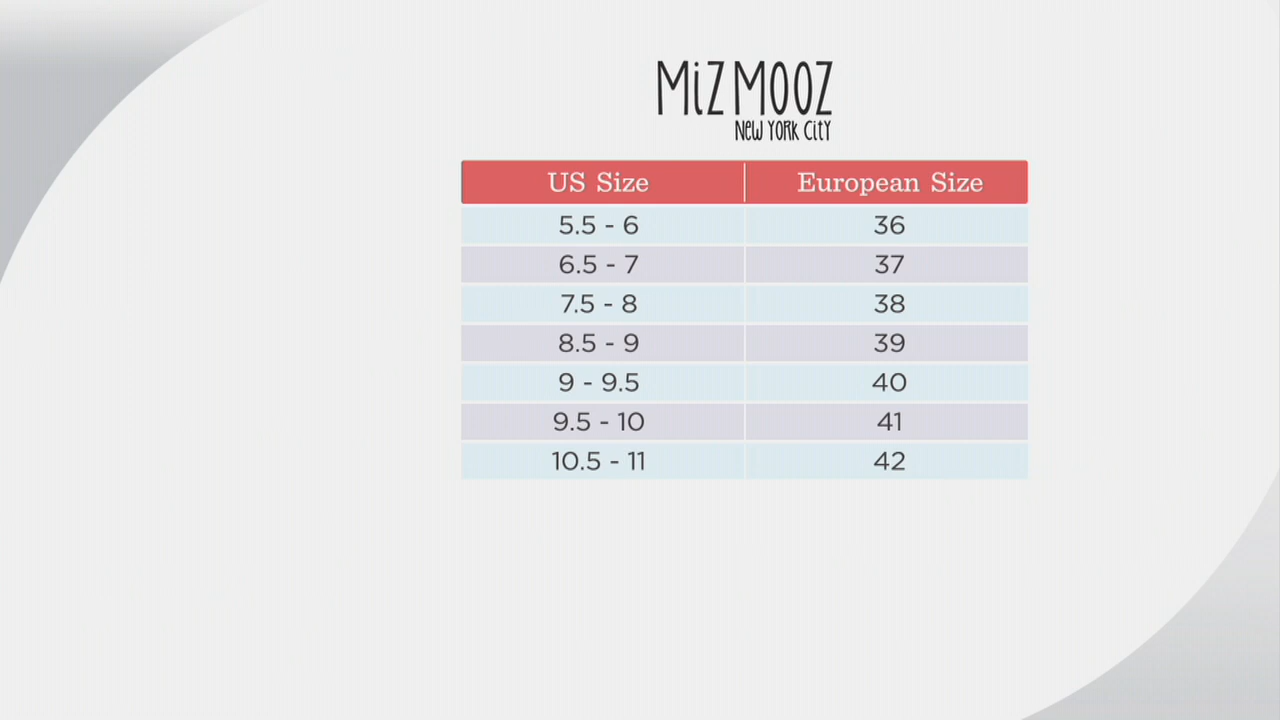 MiZ MOOZ
NEW YORK CITY
US Size European Size
5.5 - 6 36
6.5 - 7 37
7.5 - 8 38
8.5 - 9 39
9 - 9.5 40
9.5 - 10 41
10.5 - 11 42